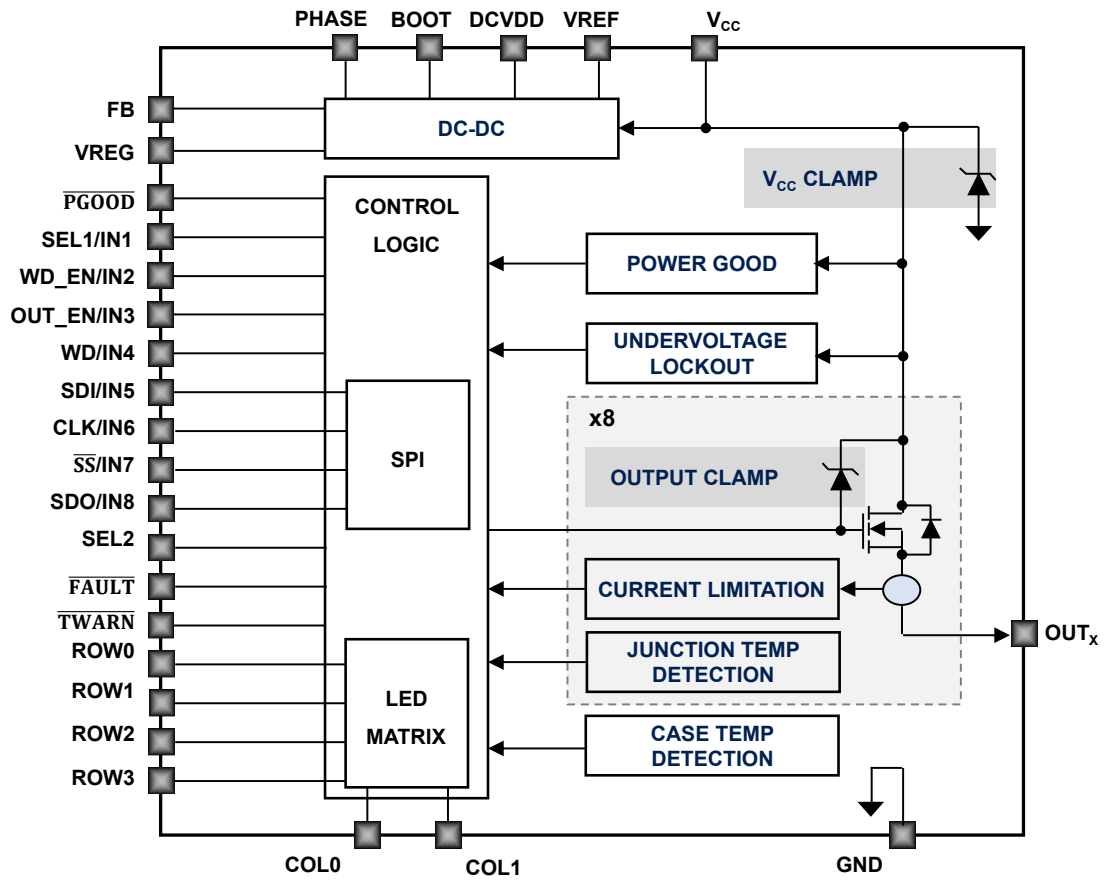 PHASE BOOT DCVDD VREF VCC
FB
VREG
PGOOD
SEL1/IN1
WD_EN/IN2
OUT_EN/IN3
WD/IN4
SDI/IN5
CLK/IN6
SS/IN7
SDO/IN8
SEL2
FAULT
TWARN
ROW0
ROW1
ROW2
ROW3
DC-DC
CONTROL
LOGIC
SPI
LED
MATRIX
VCC CLAMP
POWER GOOD
UNDERVOLTAGE
LOCKOUT
x8
OUTPUT CLAMP
CURRENT LIMITATION
JUNCTION TEMP
DETECTION
CASE TEMP
DETECTION
OUTX
COL0 COL1 GND